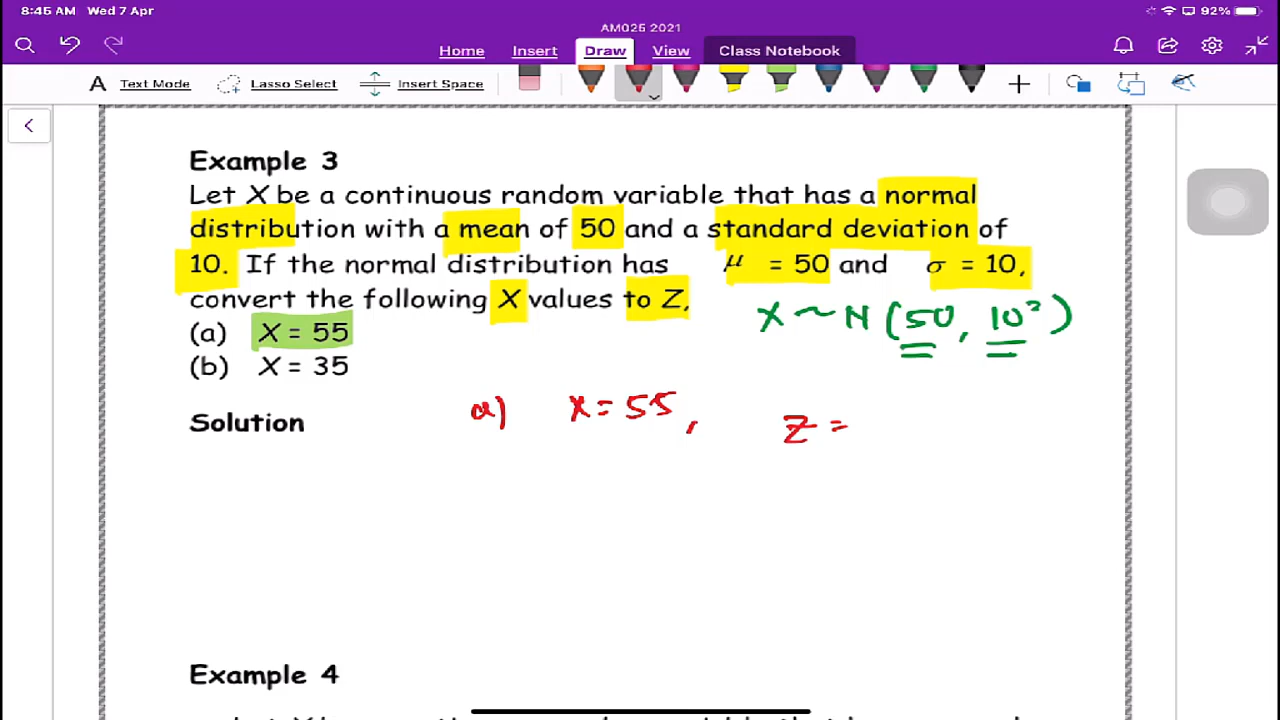 8:45 AM Wed 7 Apr
92%
AM025 2021
Home Insert Draw View Class Notebook
A Text Mode Lasso Select Insert Space
Example 3
Let X be a continuous random variable that has a normal
distribution with a mean of 50 and a standard deviation of
10. If the normal distribution has μ = 50 and σ = 10,
convert the following X values to Z,
X ~ N (50, 10²)
(a) X = 55
(b) X = 35
a) X = 55, Z =
Solution
Example 4